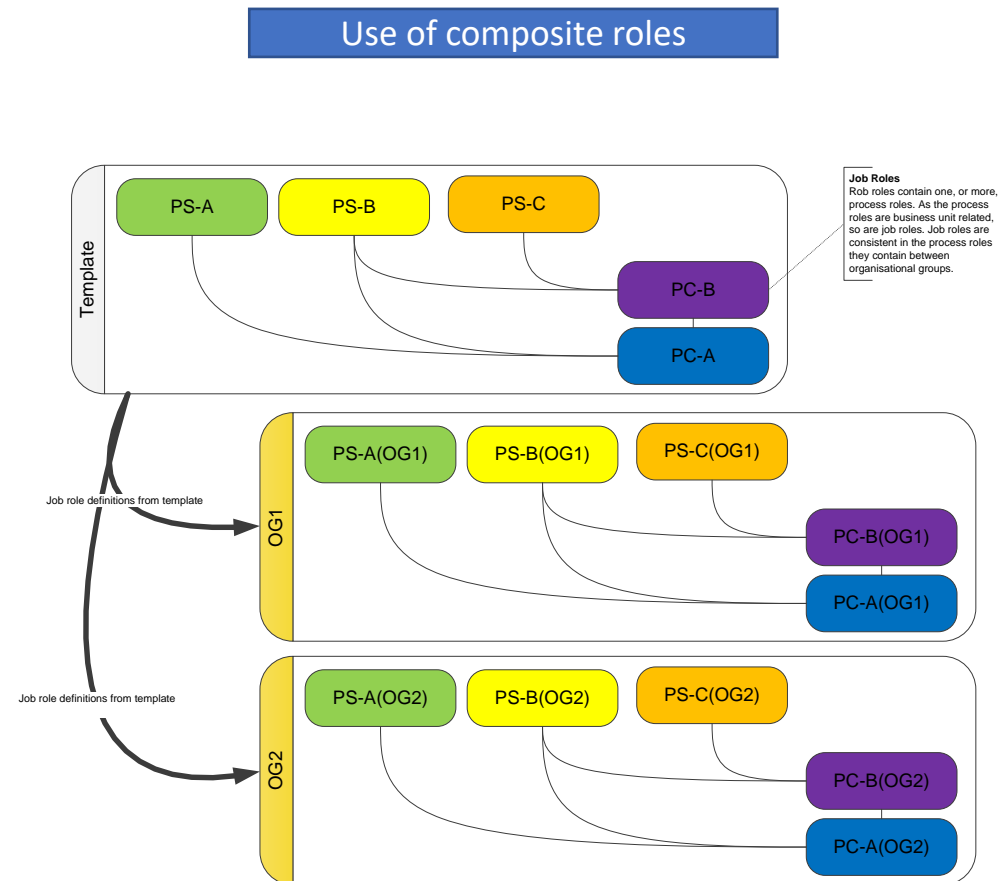 Use of composite roles
Template
PS-A
PS-B
PS-C
PC-B
PC-A
Job Roles
Rob roles contain one, or more,
process roles. As the process
roles are business unit related,
so are job roles. Job roles are
consistent in the process roles
they contain between
organisational groups.
Job role definitions from template
OG1
PS-A(OG1)
PS-B(OG1)
PS-C(OG1)
PC-B(OG1)
PC-A(OG1)
Job role definitions from template
OG2
PS-A(OG2)
PS-B(OG2)
PS-C(OG2)
PC-B(OG2)
PC-A(OG2)